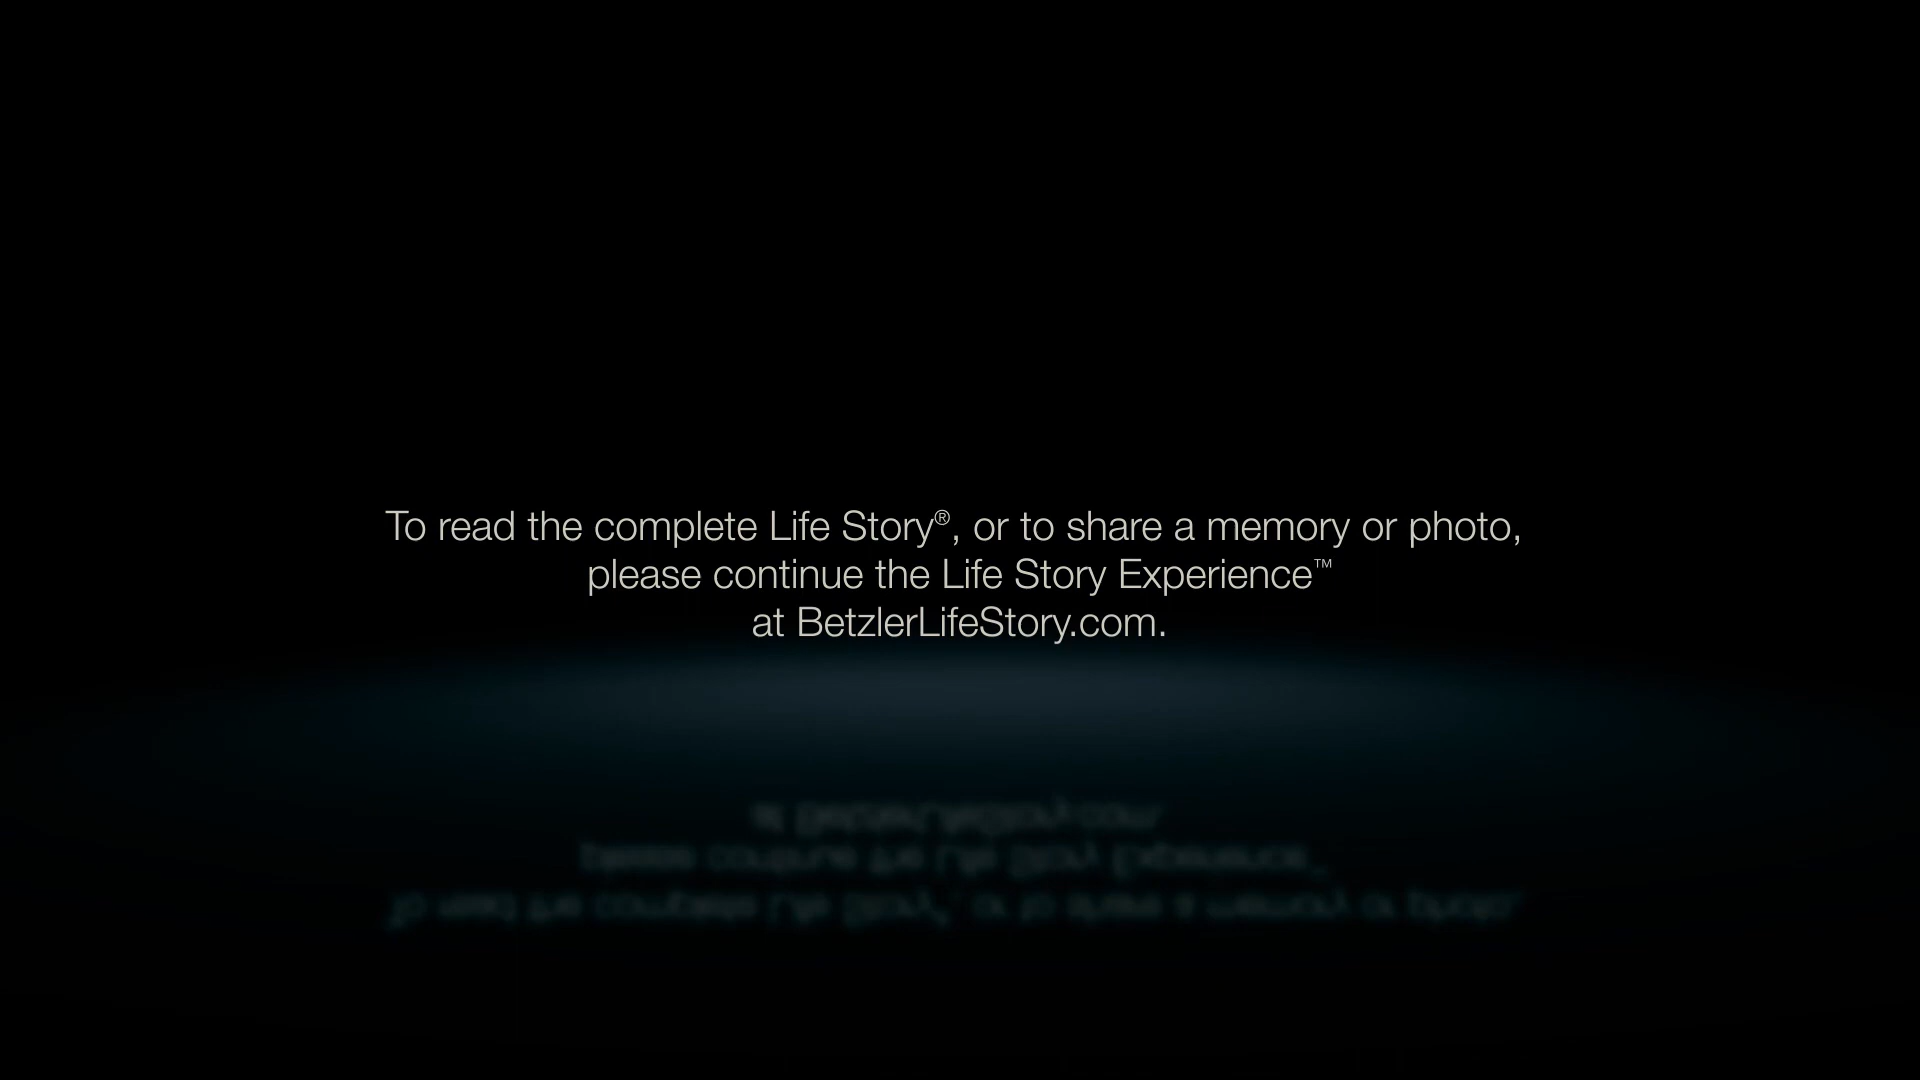 To read the complete Life Story®, or to share a memory or photo,
please continue the Life Story Experience™
at BetzlerLifeStory.com.